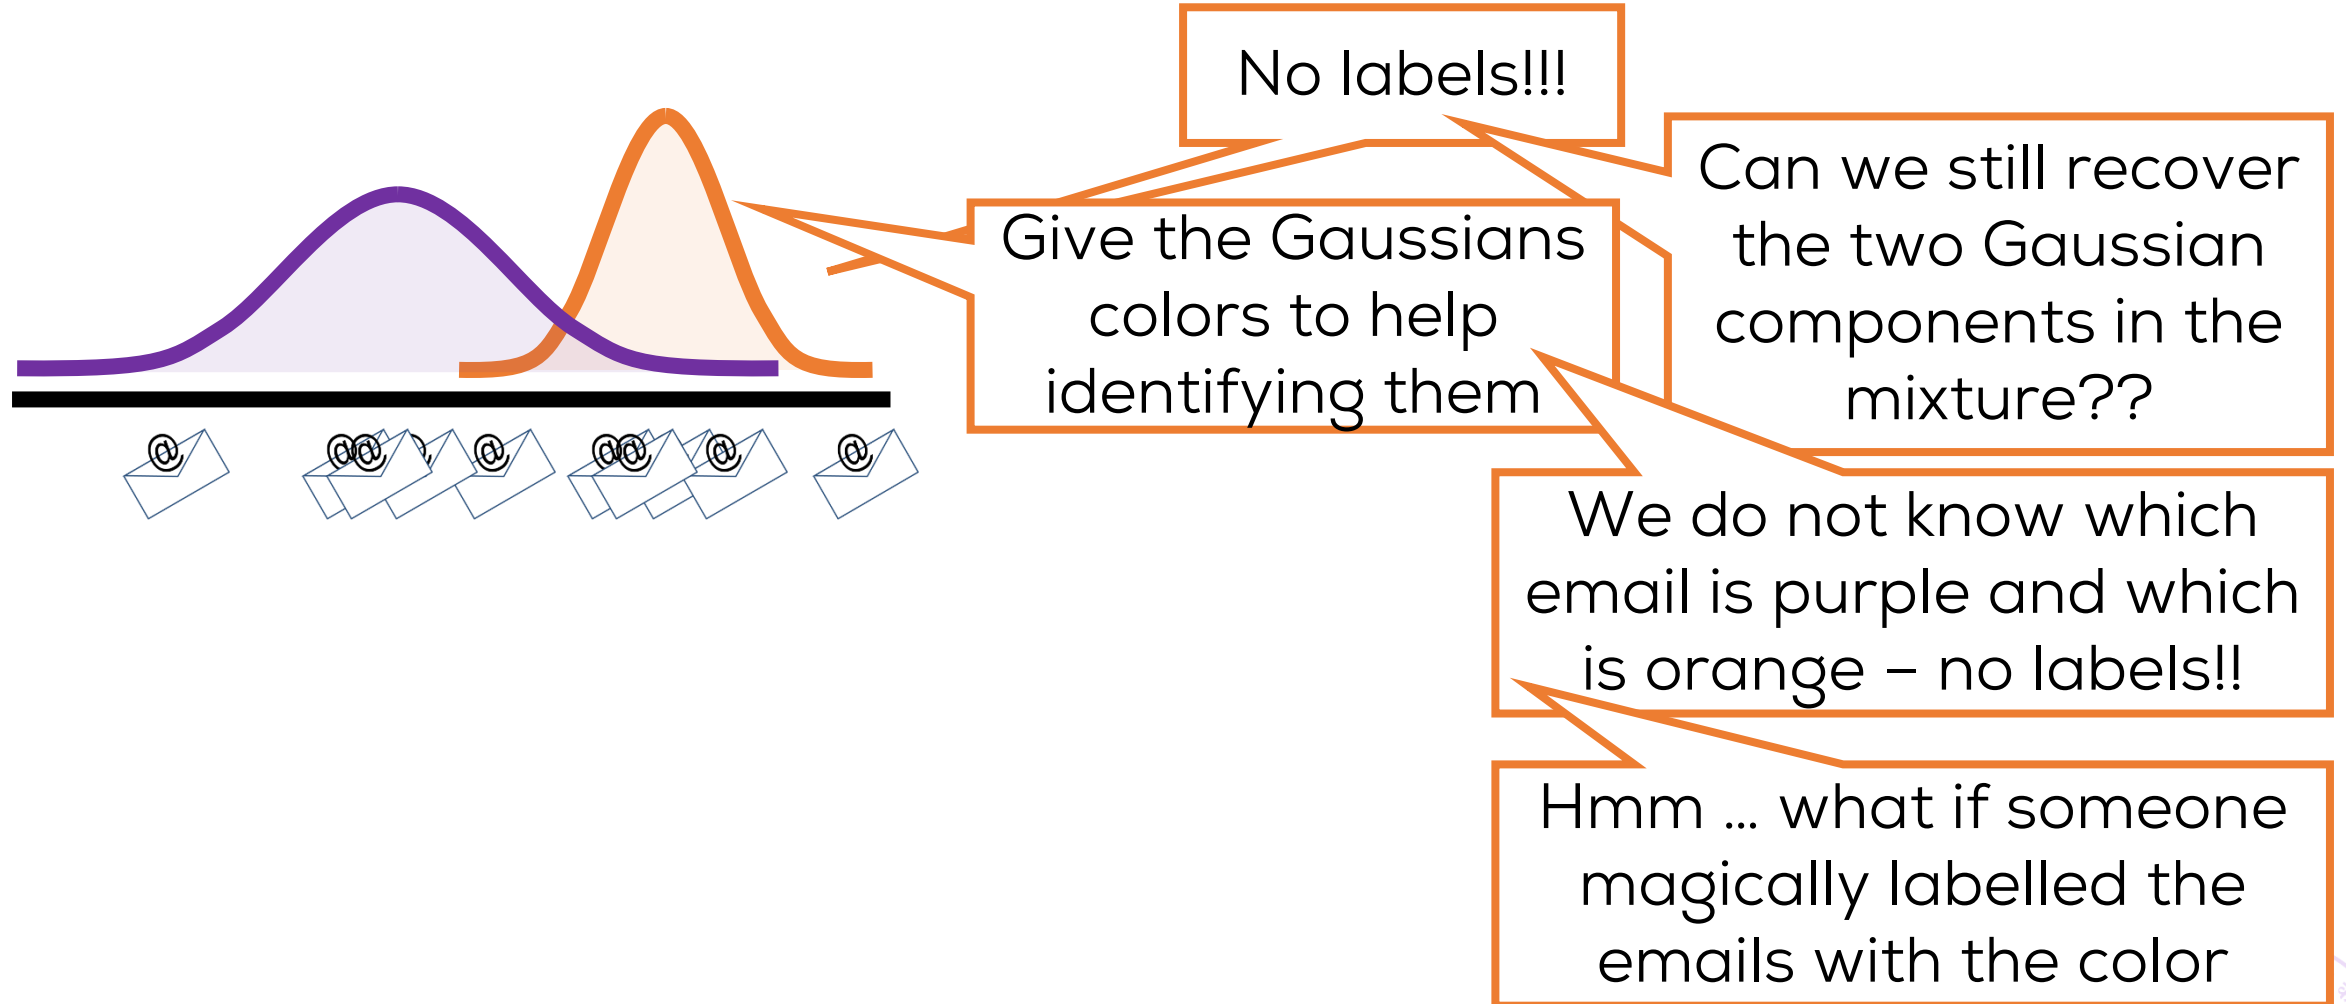 No labels!!!
Can we still recover
the two Gaussian
components in the
mixture??
Give the Gaussians
colors to help
identifying them
We do not know which
email is purple and which
is orange – no labels!!
Hmm ... what if someone
magically labelled the
emails with the color
@ @ @ @ @ @ @ @ @